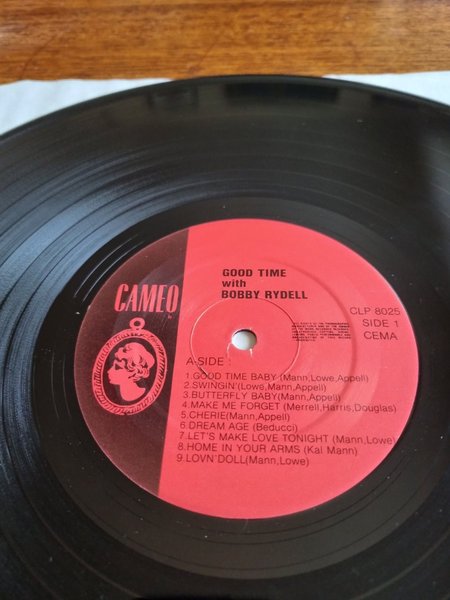 GOOD TIME
with
BOBBY RYDELL
CAMEO
CLP 8025
SIDE 1
CEMA
A-SIDE :
1.GOOD TIME BABY (Mann,Lowe,Appell)
2.SWINGIN'(Lowe,Mann,Appell)
3.BUTTERFLY BABY(Mann,Appell)
4.MAKE ME FORGET (Merrell,Harris,Douglas)
5.CHERIE(Mann,Appell)
6.DREAM AGE (Beducci)
7.LET'S MAKE LOVE TONIGHT (Mann,Lowe)
8.HOME IN YOUR ARMS (Kal Mann)
9.LOVN'DOLL(Mann,Lowe)